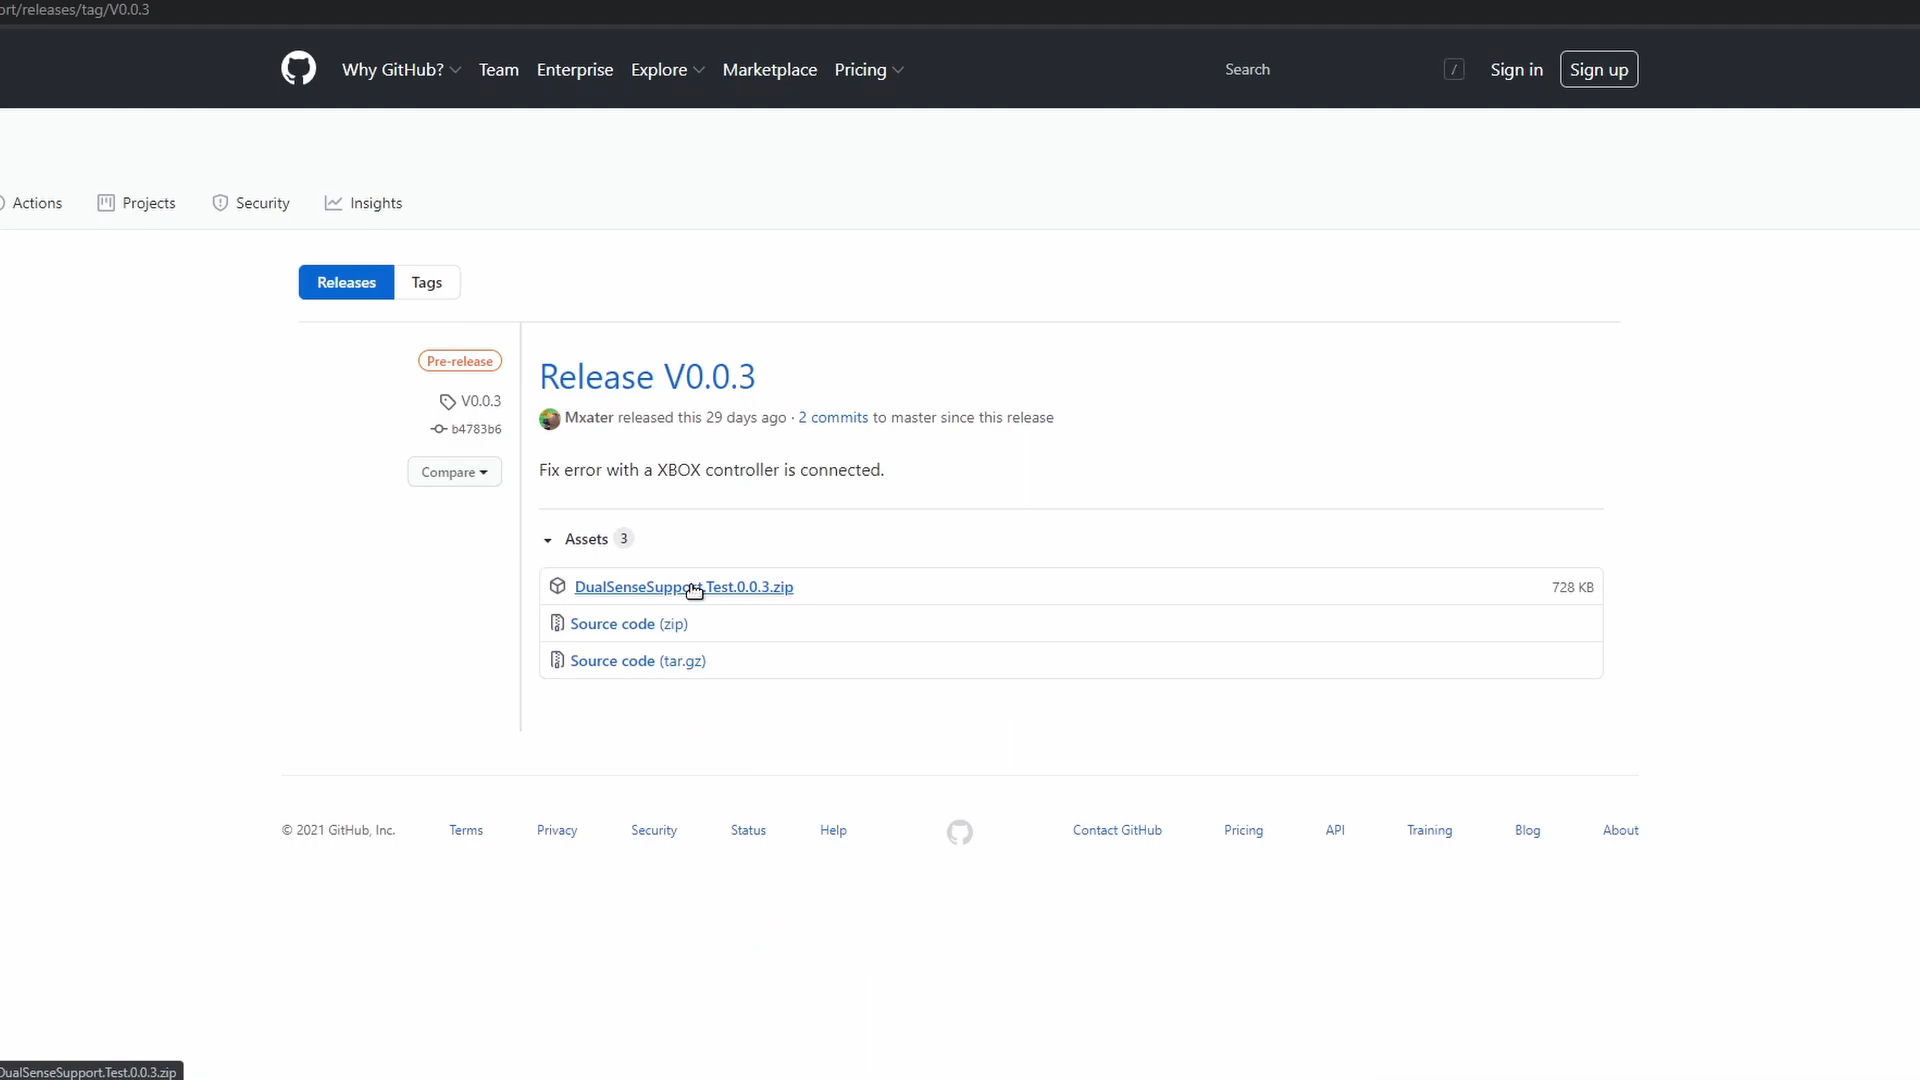 ort/releases/tag/V0.0.3
Why GitHub? Team Enterprise Explore Marketplace Pricing Search / Sign in Sign up
Actions Projects Security Insights
Releases Tags
Pre-release
V0.0.3
b4783b6
Compare
Release V0.0.3
Mxater released this 29 days ago · 2 commits to master since this release
Fix error with a XBOX controller is connected.
Assets 3
DualSenseSupport.Test.0.0.3.zip 728 KB
Source code (zip)
Source code (tar.gz)
© 2021 GitHub, Inc. Terms Privacy Security Status Help Contact GitHub Pricing API Training Blog About
DualSenseSupport.Test.0.0.3.zip